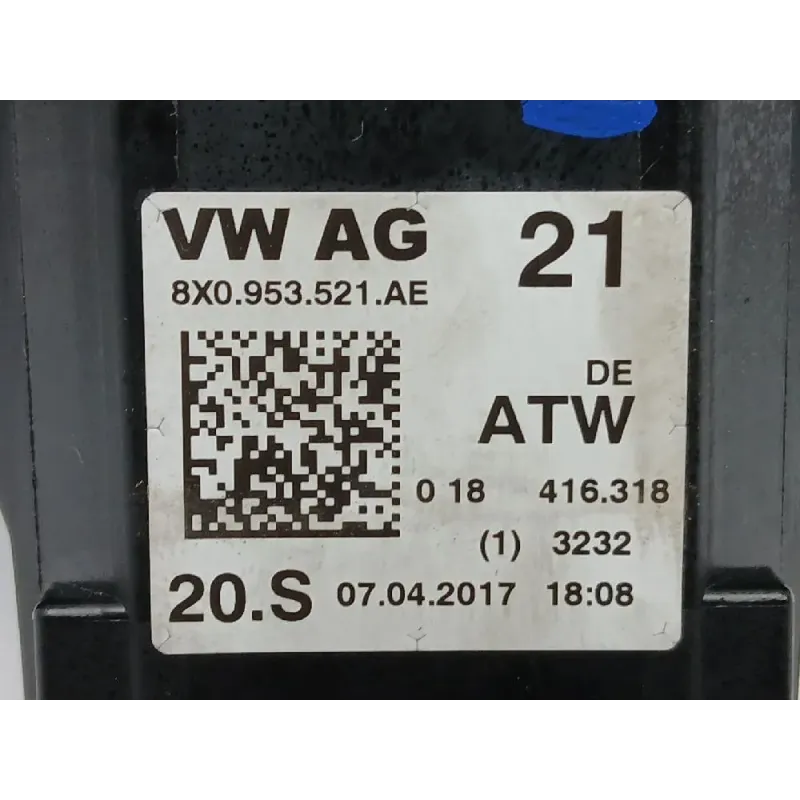 VW AG 21
8X0.953.521.AE
DE
ATW
0 18 416.318
(1) 3232
20.S 07.04.2017 18:08